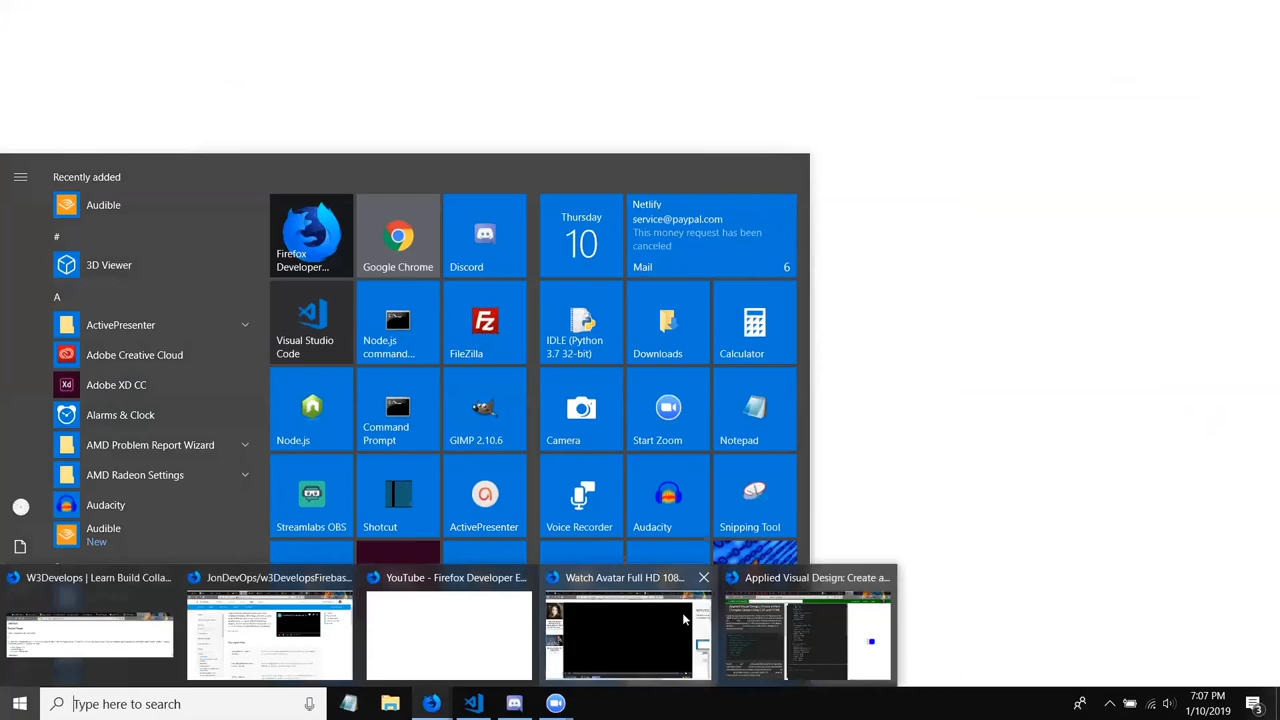 Recently added
Audible
#
3D Viewer
A
ActivePresenter
Adobe Creative Cloud
Adobe XD CC
Alarms & Clock
AMD Problem Report Wizard
AMD Radeon Settings
Audacity
Audible
New
Firefox
Developer...
Google Chrome
Discord
Visual Studio
Code
Node.js
command...
FileZilla
Node.js
Command
Prompt
GIMP 2.10.6
Streamlabs OBS
Shotcut
ActivePresenter
Thursday
10
Netlify
service@paypal.com
This money request has been
canceled
Mail
6
IDLE (Python
3.7 32-bit)
Downloads
Calculator
Camera
Start Zoom
Notepad
Voice Recorder
Audacity
Snipping Tool
W3Develops | Learn Build Colla...
JonDevOps/w3DevelopsFirebas...
YouTube - Firefox Developer E...
Watch Avatar Full HD 108...
Applied Visual Design: Create a...
Type here to search
7:07 PM
1/10/2019
3